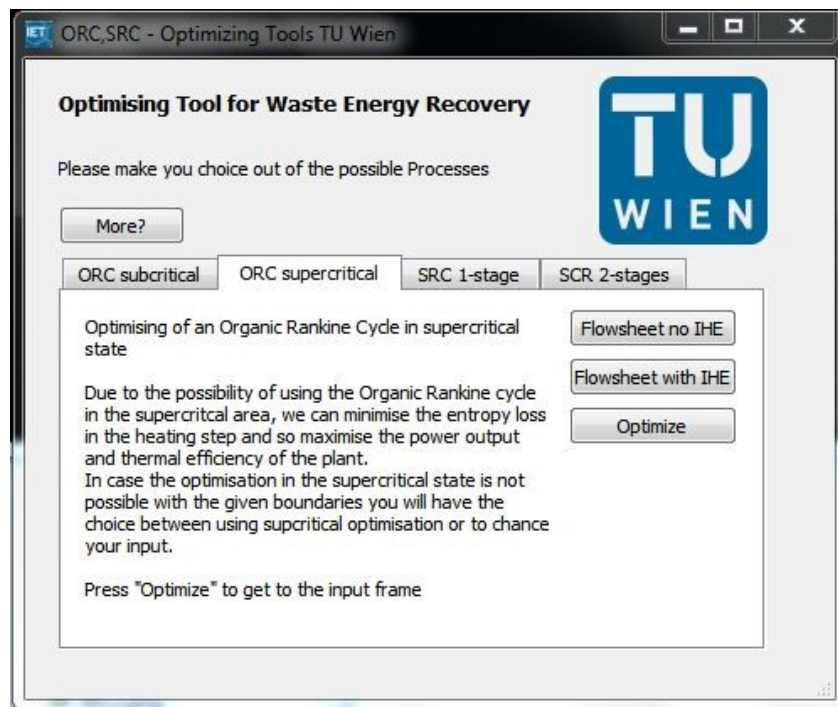 IET ORC,SRC - Optimizing Tools TU Wien
Optimising Tool for Waste Energy Recovery
TU
WIEN
Please make you choice out of the possible Processes
More?
ORC subcritical ORC supercritical SRC 1-stage SCR 2-stages
Optimising of an Organic Rankine Cycle in supercritical
state
Due to the possibility of using the Organic Rankine cycle
in the supercritcal area, we can minimise the entropy loss
in the heating step and so maximise the power output
and thermal efficiency of the plant.
In case the optimisation in the supercritical state is not
possible with the given boundaries you will have the
choice between using supcritical optimisation or to chance
your input.
Press "Optimize" to get to the input frame
Flowsheet no IHE
Flowsheet with IHE
Optimize